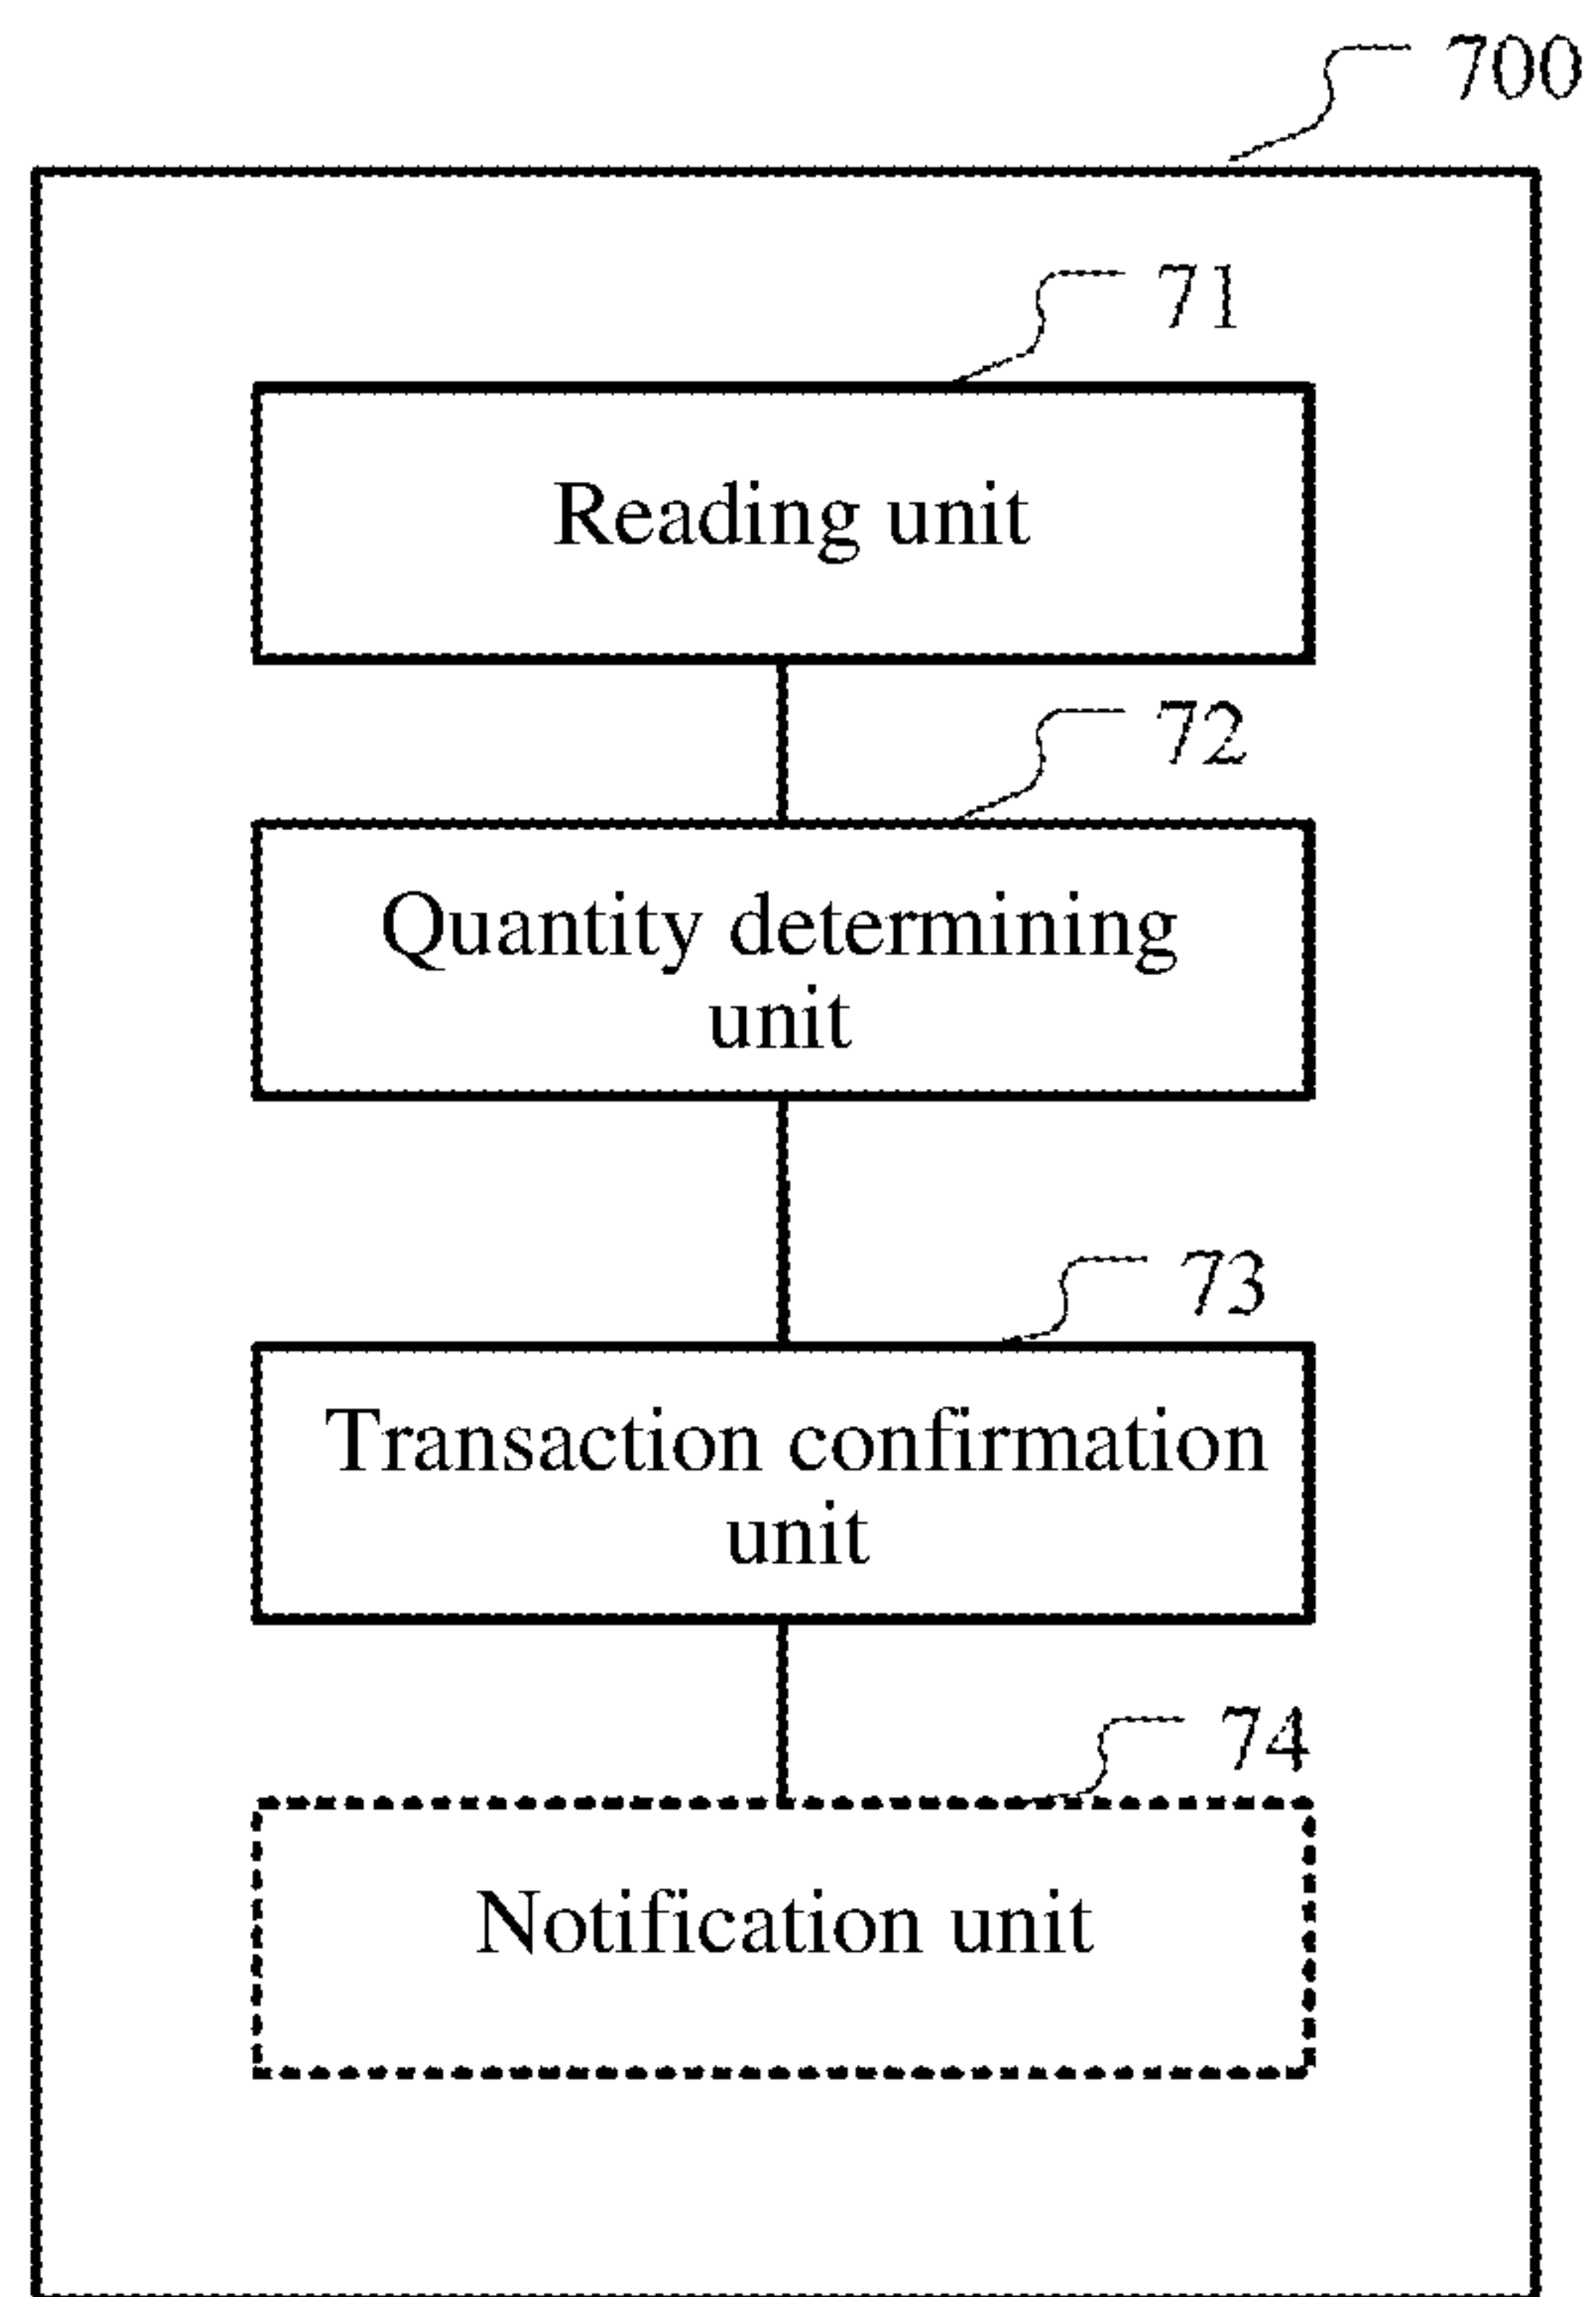 700
71
Reading unit
72
Quantity determining
unit
73
Transaction confirmation
unit
74
Notification unit